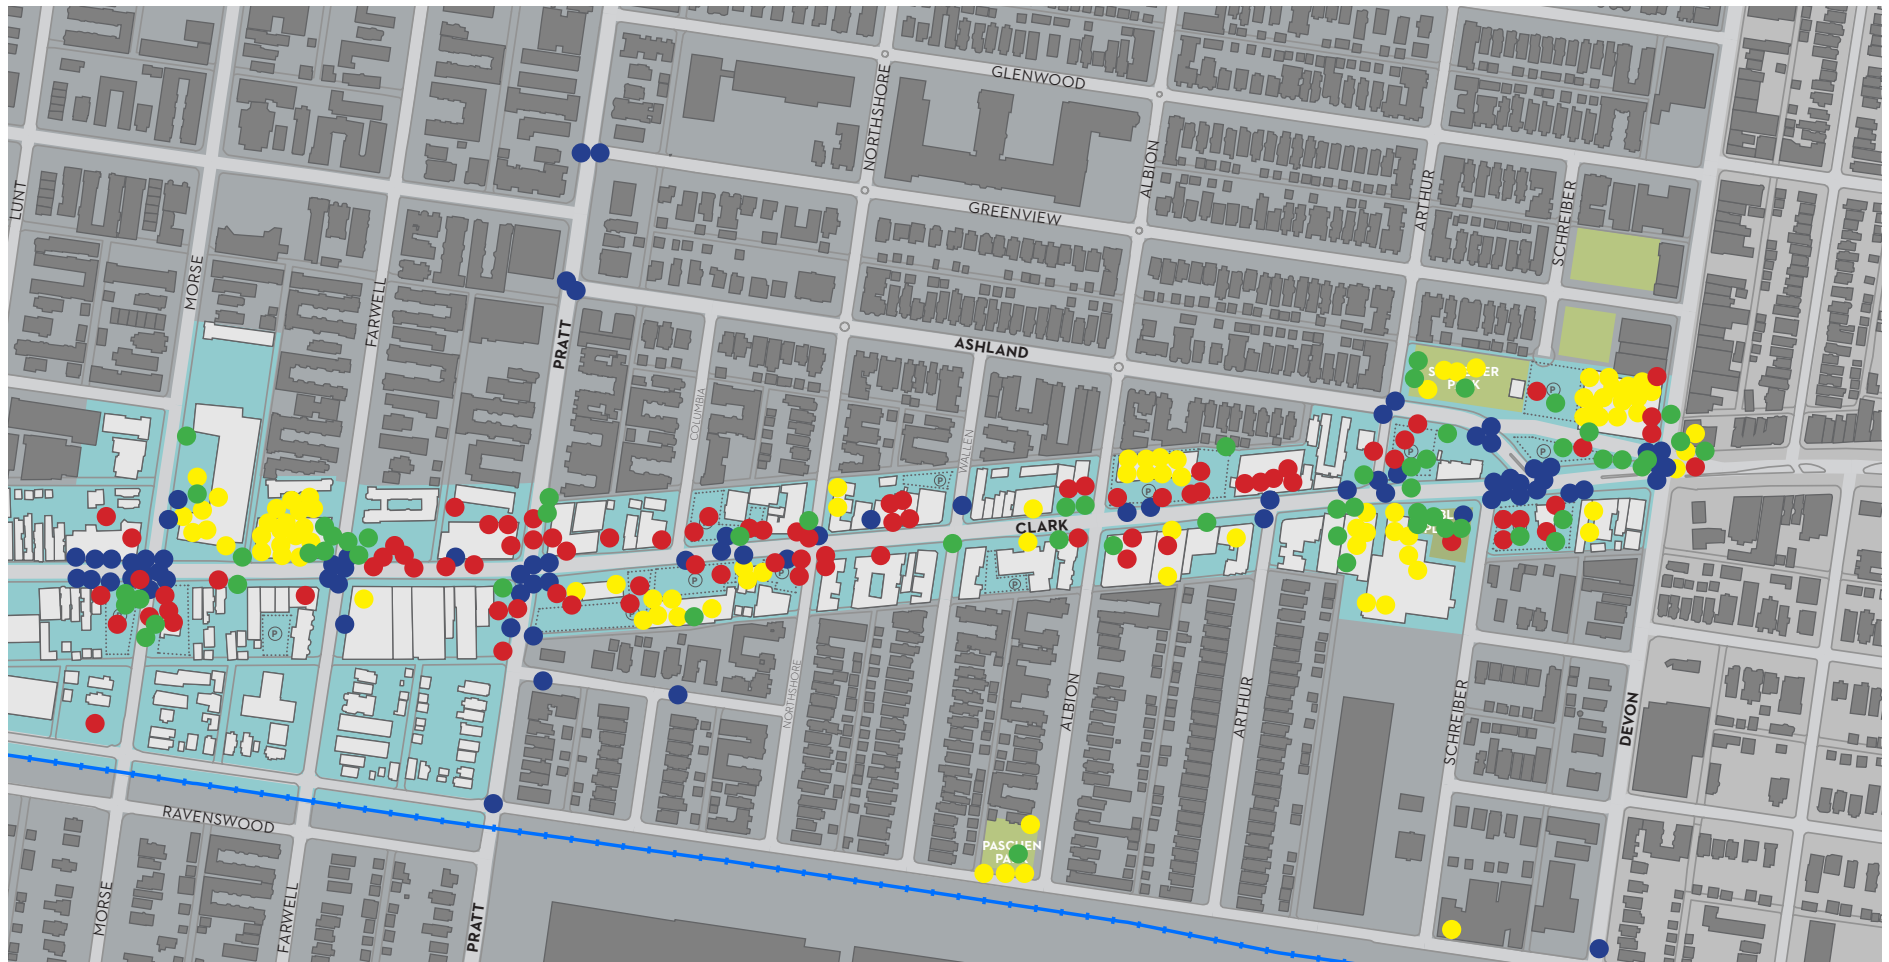 GLENWOOD
NORTHSHORE
ALBION
ARTHUR
SCHREIBER
LUNT
GREENVIEW
MORSE
FARWELL
PRATT
ASHLAND
COLUMBIA
WALLEN
P
P
P
P
P
CLARK
P
P
P
P
NORTHSHORE
ALBION
ARTHUR
SCHREIBER
DEVON
RAVENSWOOD
PASCHEN
MORSE
FARWELL
PRATT